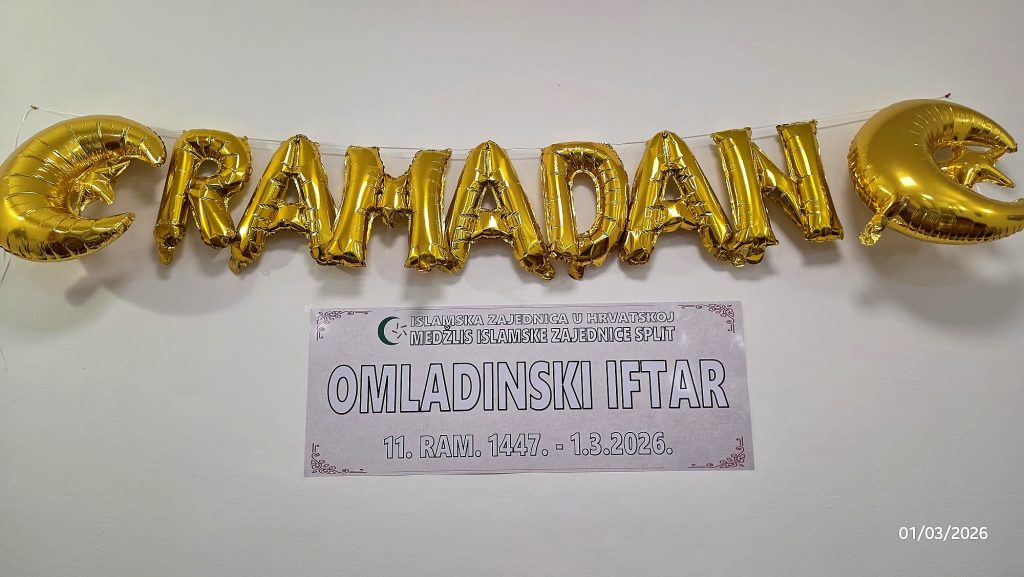 RAMADAN
ISLAMSKA ZAJEDNICA U HRVATSKOJ
MEDŽLIS ISLAMSKE ZAJEDNICE SPLIT
OMLADINSKI IFTAR
11. RAM. 1447. - 1.3.2026.
01/03/2026